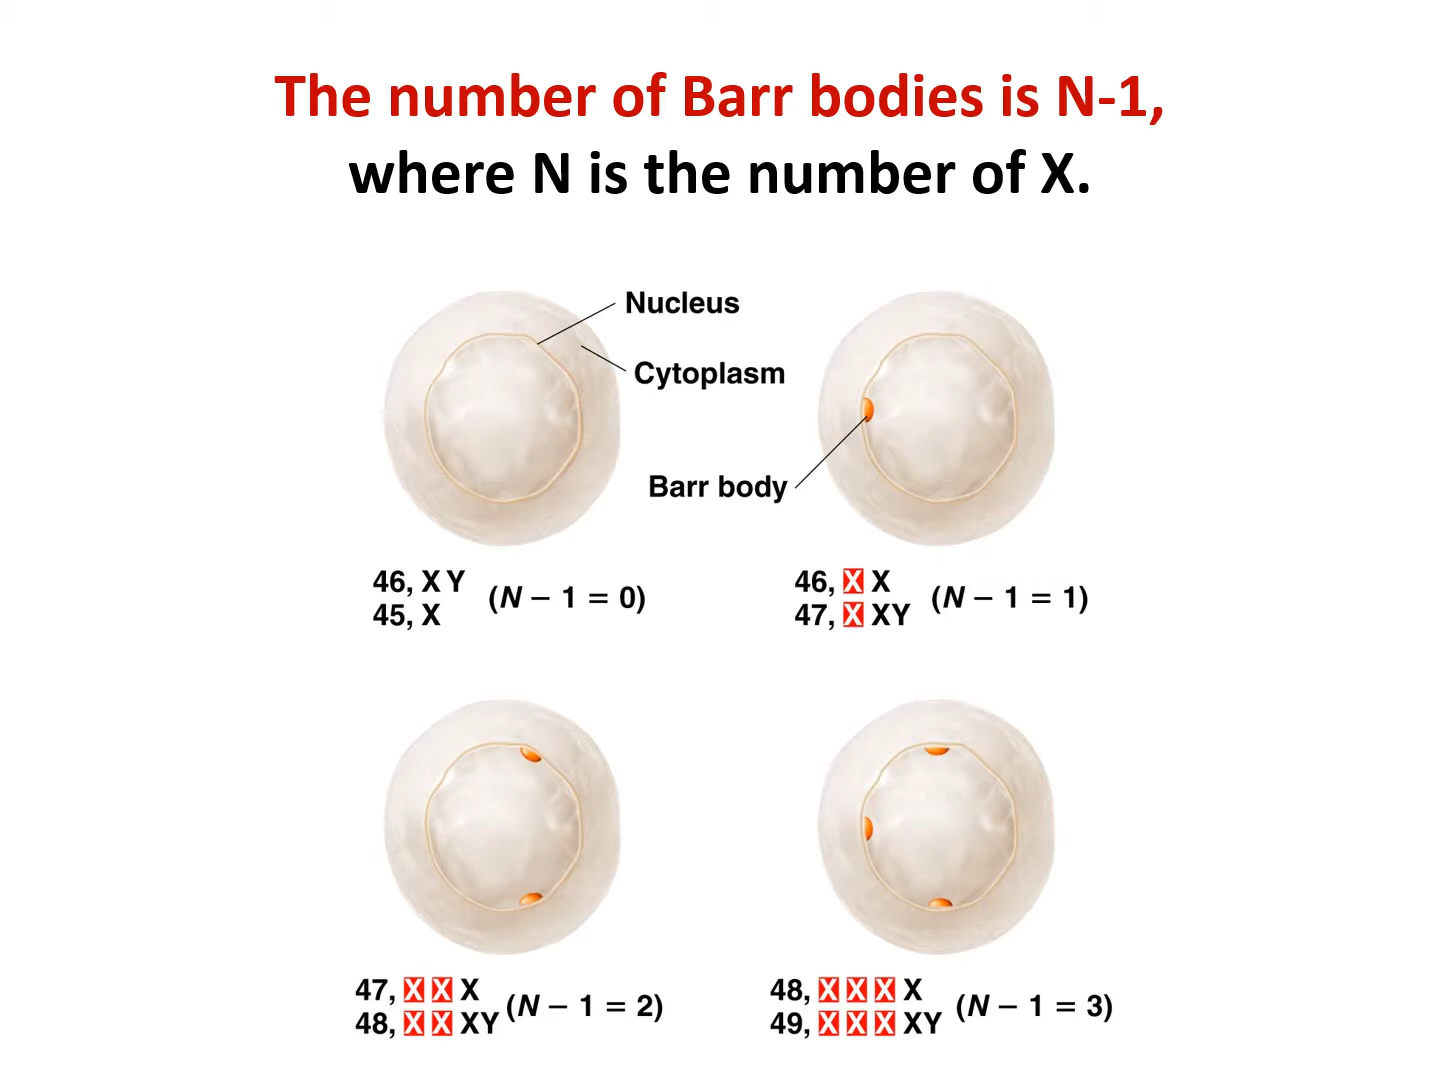 The number of Barr bodies is N-1,
where N is the number of X.
Nucleus
Cytoplasm
Barr body
46, X Y
45, X
(N – 1 = 0)
46, X X
47, X XY
(N – 1 = 1)
47, X X X
48, X X XY
(N – 1 = 2)
48, X X X X
49, X X X XY
(N – 1 = 3)